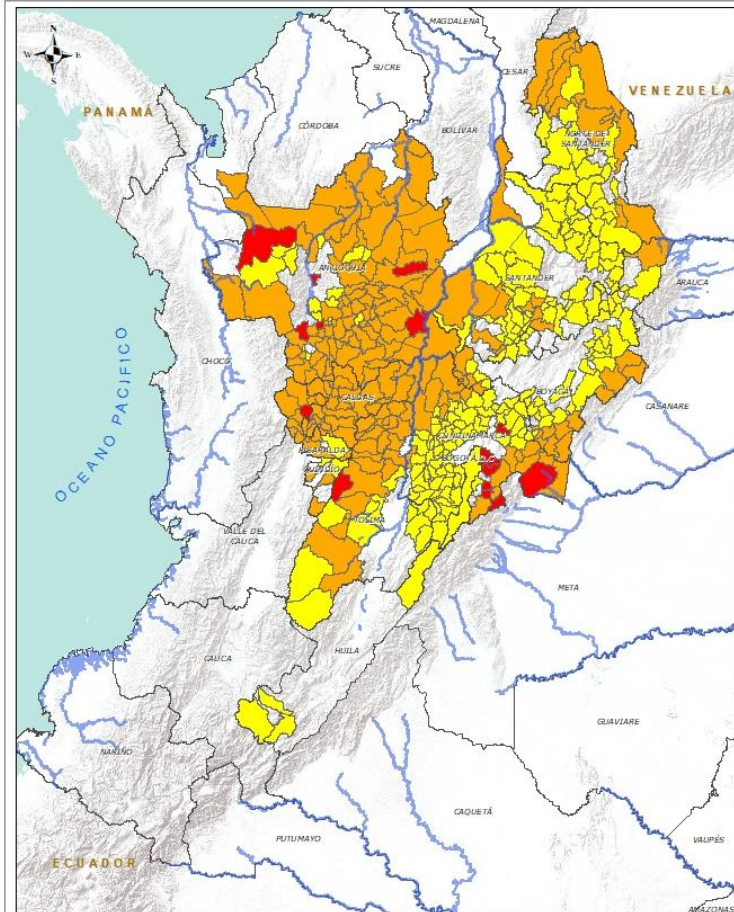 N
W E
S
MAGDALENA
SUCRE
CESAR
VENEZUELA
PANAMÁ
CÓRDOBA
BOLÍVAR
NORTE DE
SANTANDER
ANTIOQUIA
SANTANDER
ARAUCA
CHOCÓ
OCEANO PACIFICO
BOYACÁ
CALDAS
CASANARE
CUNDINAMARCA
RISARALDA
BOGOTÁ, D.C.
QUINDIO
TOLIMA
VALLE DEL
CAUCA
META
HUILA
CAUCA
GUAVIARE
NARIÑO
CAQUETÁ
PUTUMAYO
VAUPÉS
ECUADOR
AMAZONAS